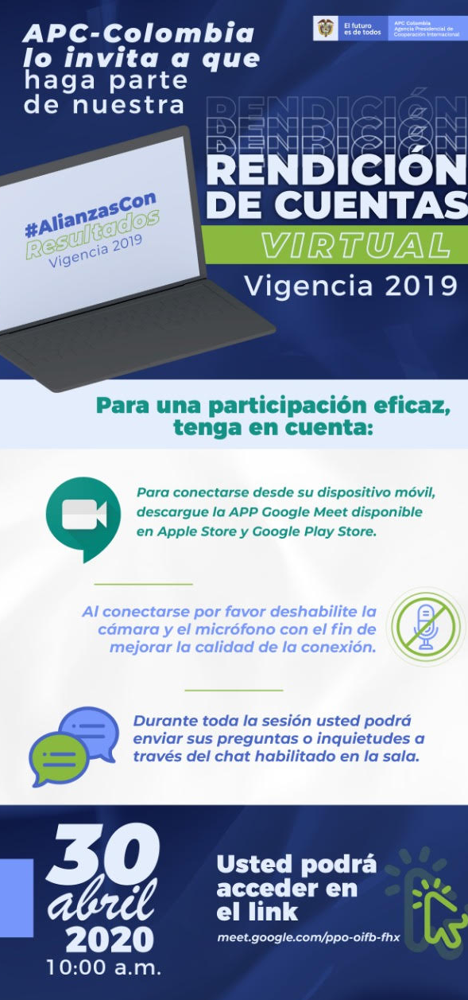 APC-Colombia
lo invita a que
haga parte
de nuestra
El futuro
es de todos
APC Colombia
Agencia Presidencial de
Cooperación Internacional
RENDICIÓN
RENDICIÓN
RENDICIÓN
RENDICIÓN
DE CUENTAS
VIRTUAL
Vigencia 2019
#AlianzasCon
Resultados
Vigencia 2019
Para una participación eficaz,
tenga en cuenta:
Para conectarse desde su dispositivo móvil,
descargue la APP Google Meet disponible
en Apple Store y Google Play Store.
Al conectarse por favor deshabilite la
cámara y el micrófono con el fin de
mejorar la calidad de la conexión.
Durante toda la sesión usted podrá
enviar sus preguntas o inquietudes a
través del chat habilitado en la sala.
30
abril
2020
10:00 a.m.
Usted podrá
acceder en
el link
meet.google.com/ppo-oifb-fhx